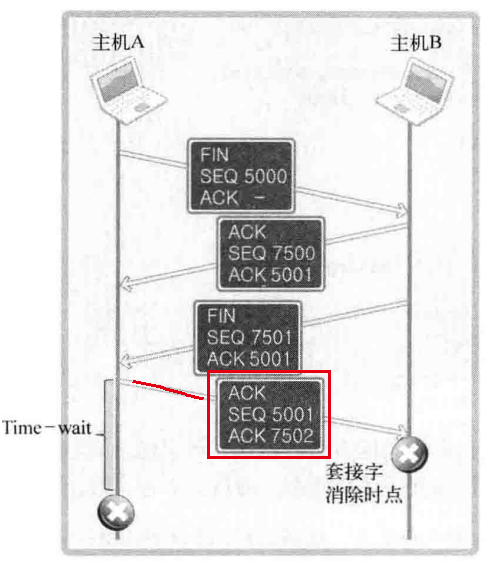 主机A
主机B
FIN
SEQ 5000
ACK –
ACK
SEQ 7500
ACK 5001
FIN
SEQ 7501
ACK 5001
ACK
SEQ 5001
ACK 7502
Time-wait
套接字
消除时点